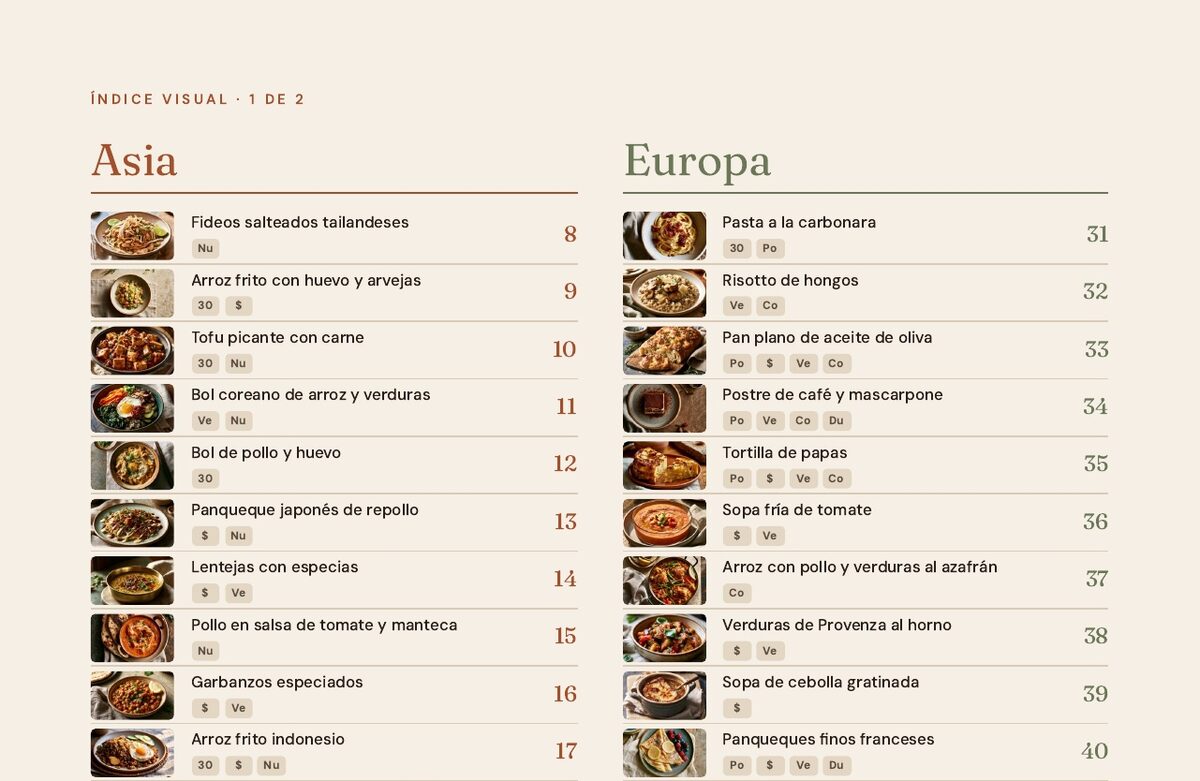 ÍNDICE VISUAL · 1 DE 2
Asia
Fideos salteados tailandeses
8
Nu
Arroz frito con huevo y arvejas
9
30 $
Tofu picante con carne
10
30 Nu
Bol coreano de arroz y verduras
11
Ve Nu
Bol de pollo y huevo
12
30
Panqueque japonés de repollo
13
$ Nu
Lentejas con especias
14
$ Ve
Pollo en salsa de tomate y manteca
15
Nu
Garbanzos especiados
16
$ Ve
Arroz frito indonesio
17
30 $ Nu
Europa
Pasta a la carbonara
31
30 Po
Risotto de hongos
32
Ve Co
Pan plano de aceite de oliva
33
Po $ Ve Co
Postre de café y mascarpone
34
Po Ve Co Du
Tortilla de papas
35
Po $ Ve Co
Sopa fría de tomate
36
$ Ve
Arroz con pollo y verduras al azafrán
37
Co
Verduras de Provenza al horno
38
$ Ve
Sopa de cebolla gratinada
39
$
Panqueques finos franceses
40
Po $ Ve Du